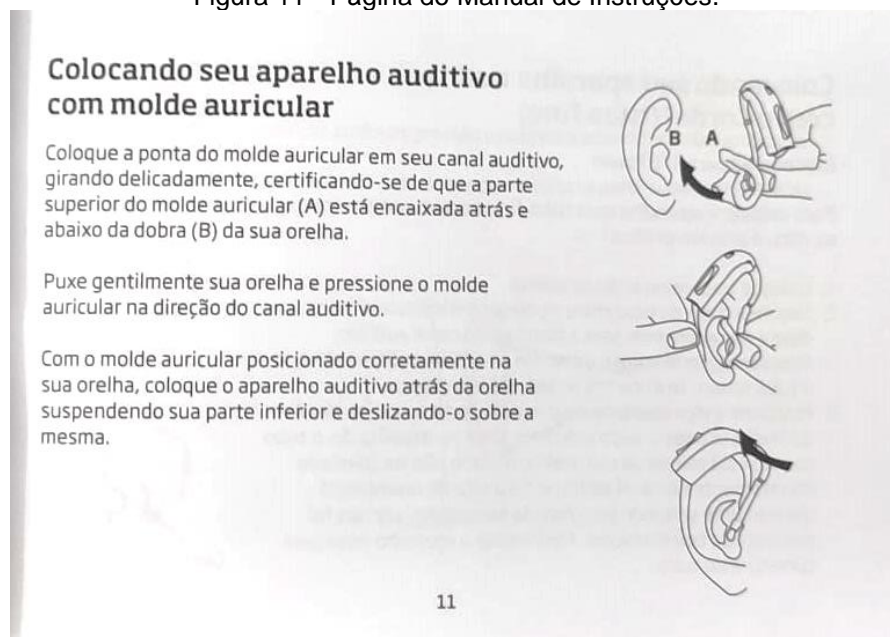 Figura 11 - Página do Manual de Instruções.
Colocando seu aparelho auditivo
com molde auricular
Coloque a ponta do molde auricular em seu canal auditivo,
girando delicadamente, certificando-se de que a parte
superior do molde auricular (A) está encaixada atrás e
abaixo da dobra (B) da sua orelha.
Puxe gentilmente sua orelha e pressione o molde
auricular na direção do canal auditivo.
Com o molde auricular posicionado corretamente na
sua orelha, coloque o aparelho auditivo atrás da orelha
suspendendo sua parte inferior e deslizando-o sobre a
mesma.
B A
11